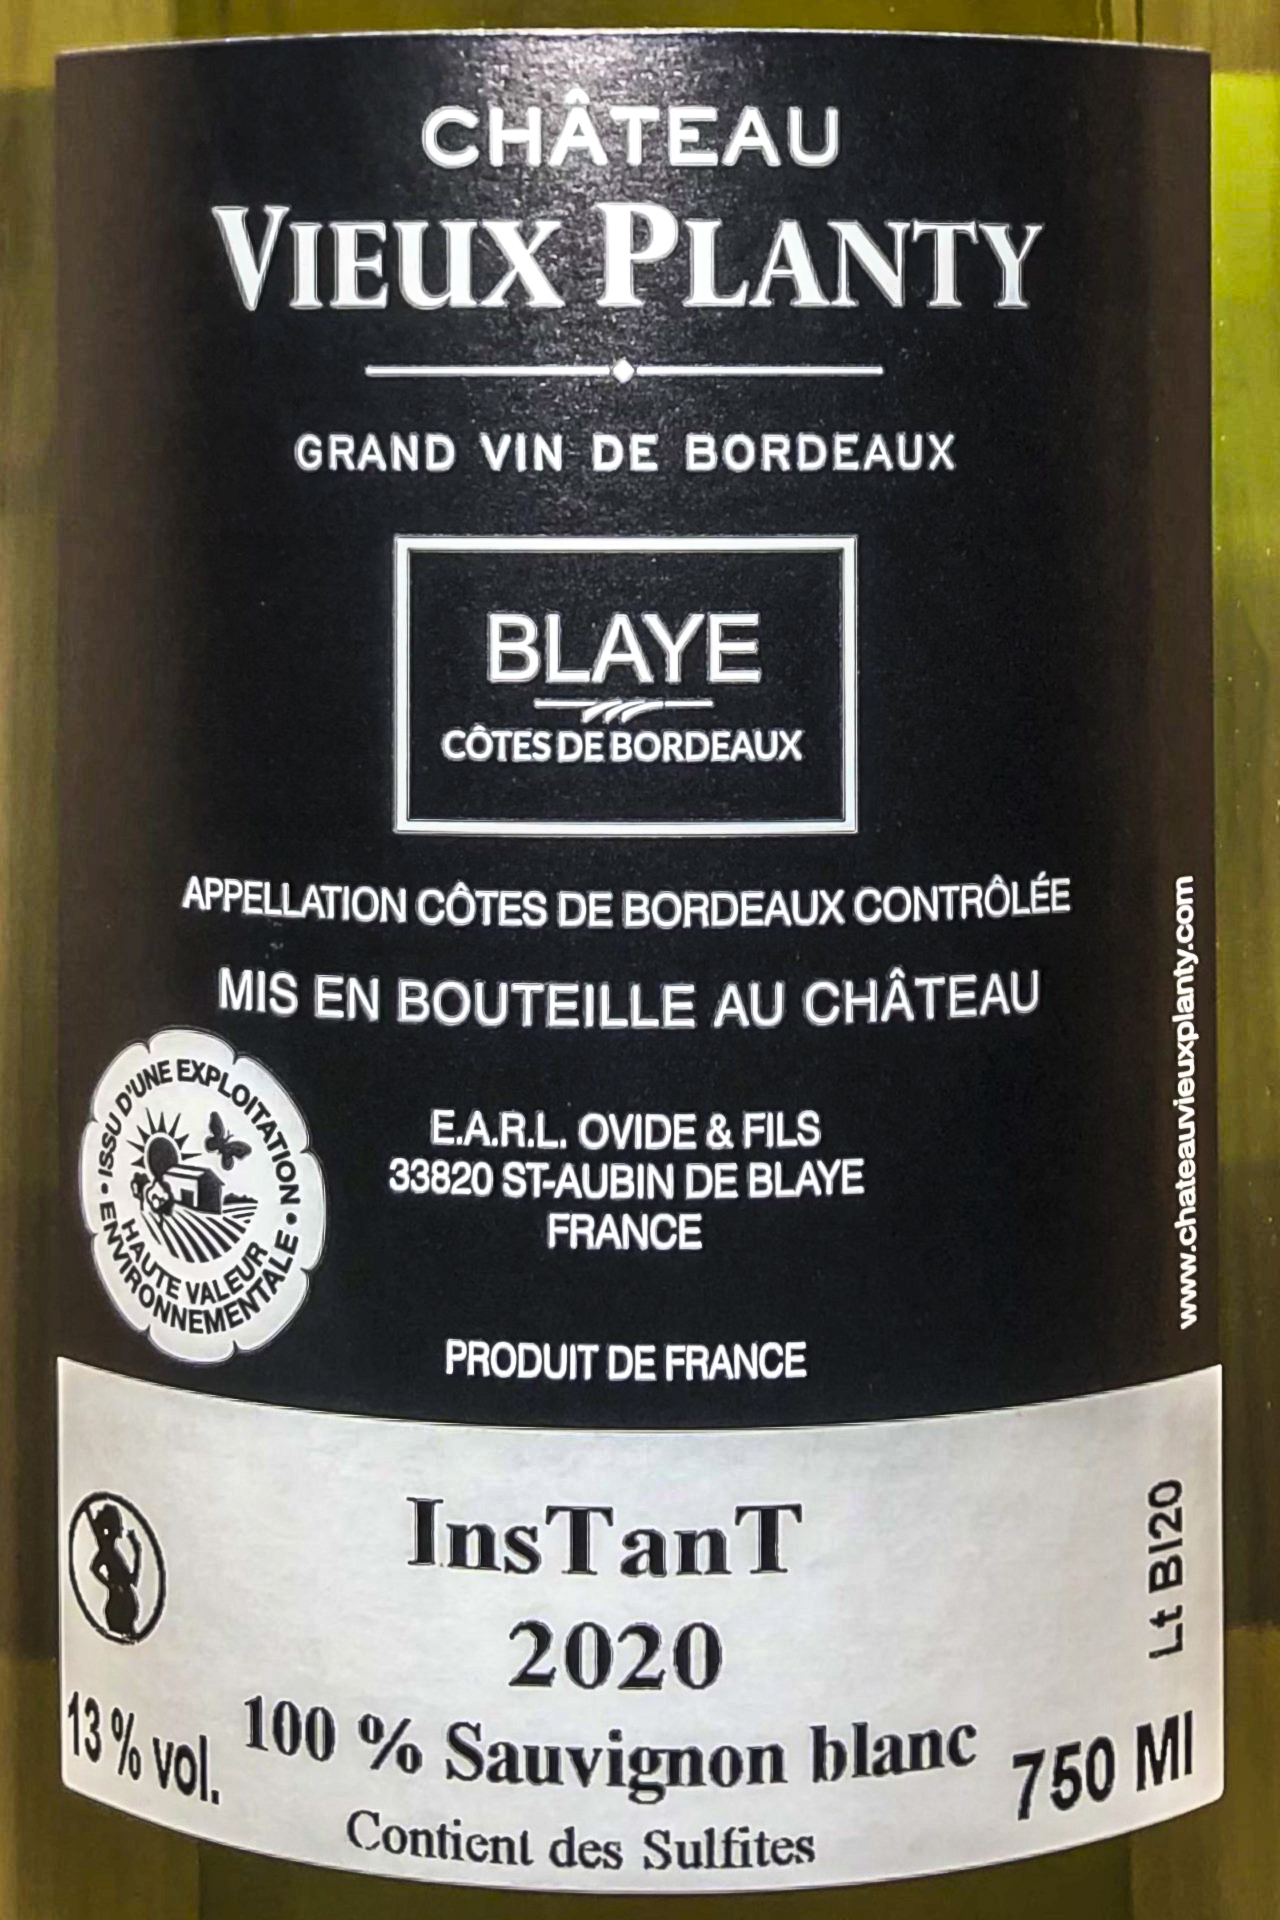 CHÂTEAU
VIEUX PLANTY
GRAND VIN DE BORDEAUX
BLAYE
CÔTES DE BORDEAUX
APPELLATION CÔTES DE BORDEAUX CONTRÔLÉE
MIS EN BOUTEILLE AU CHÂTEAU
• ISSU D'UNE EXPLOITATION •
HAUTE VALEUR
ENVIRONNEMENTALE
E.A.R.L. OVIDE & FILS
33820 ST-AUBIN DE BLAYE
FRANCE
PRODUIT DE FRANCE
www.chateauvieuxplanty.com
InsTanT
2020
100 % Sauvignon blanc
13 % vol.
750 Ml
Lt Bl20
Contient des Sulfites